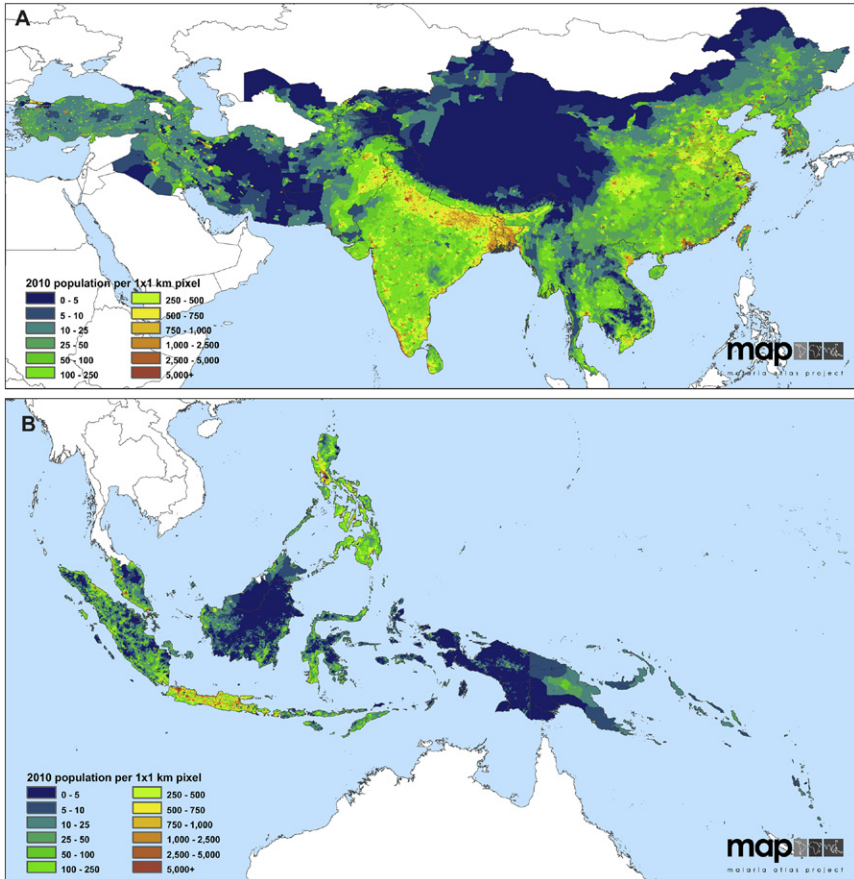 A
2010 population per 1x1 km pixel
0 - 5
5 - 10
10 - 25
25 - 50
50 - 100
100 - 250
250 - 500
500 - 750
750 - 1,000
1,000 - 2,500
2,500 - 5,000
5,000+
map
malaria atlas project
B
2010 population per 1x1 km pixel
0 - 5
5 - 10
10 - 25
25 - 50
50 - 100
100 - 250
250 - 500
500 - 750
750 - 1,000
1,000 - 2,500
2,500 - 5,000
5,000+
map
malaria atlas project